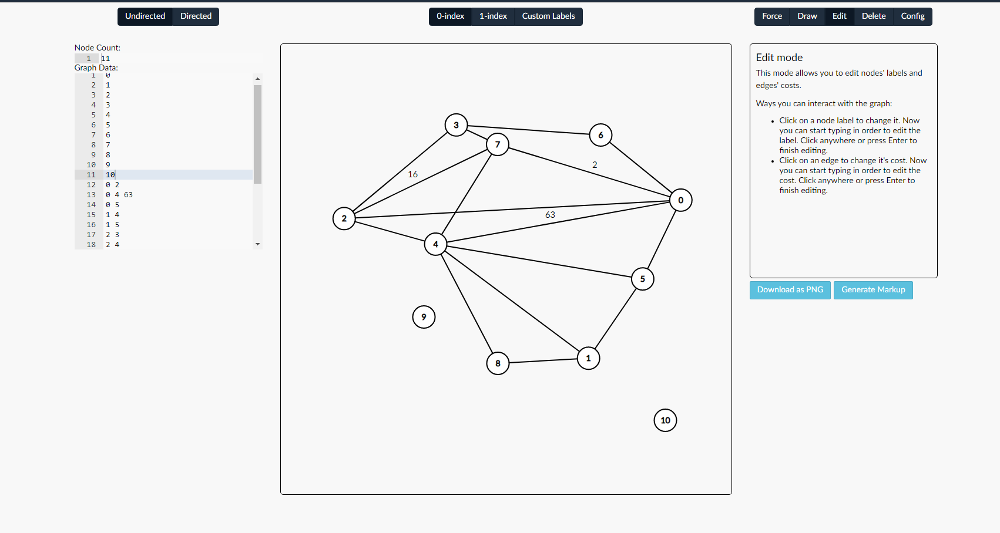 Undirected Directed
0-index 1-index Custom Labels
Force Draw Edit Delete Config
Node Count:
1 11
Graph Data:
1 0
2 1
3 2
4 3
5 4
6 5
7 6
8 7
9 8
10 9
11 10
12 0 2
13 0 4 63
14 0 5
15 1 4
16 1 5
17 2 3
18 2 4
3
6
7
2
16
0
63
2
4
5
9
8
1
10
Edit mode
This mode allows you to edit nodes' labels and
edges' costs.
Ways you can interact with the graph:
• Click on a node label to change it. Now
you can start typing in order to edit the
label. Click anywhere or press Enter to
finish editing.
• Click on an edge to change it's cost. Now
you can start typing in order to edit the
cost. Click anywhere or press Enter to
finish editing.
Download as PNG Generate Markup